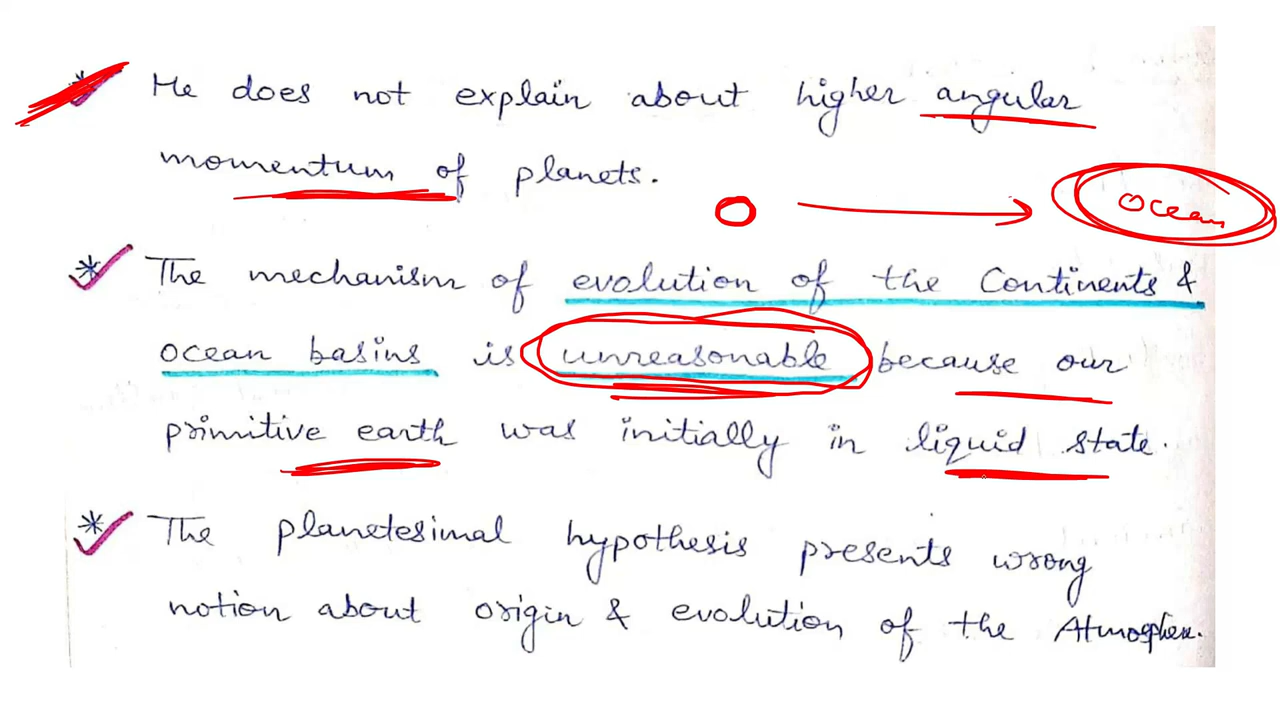 * He does not explain about higher angular
momentum of planets.
Ocean
* The mechanism of evolution of the Continents &
ocean basins is unreasonable because our
primitive earth was initially in liquid state.
* The planetesimal hypothesis presents wrong
notion about origin & evolution of the Atmosphere.